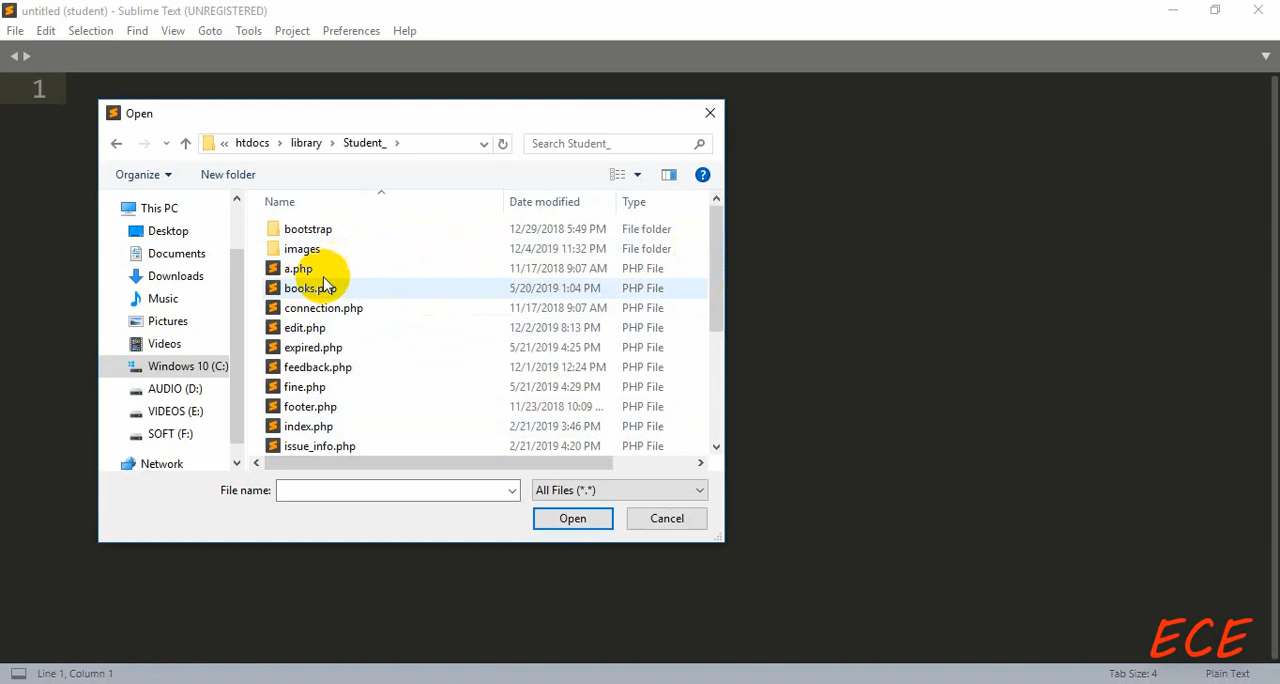 untitled (student) - Sublime Text (UNREGISTERED)
File Edit Selection Find View Goto Tools Project Preferences Help
1
Open
« htdocs › library › Student_ › Search Student_
Organize New folder
Name Date modified Type
This PC
Desktop
Documents
Downloads
Music
Pictures
Videos
Windows 10 (C:)
AUDIO (D:)
VIDEOS (E:)
SOFT (F:)
Network
bootstrap 12/29/2018 5:49 PM File folder
images 12/4/2019 11:32 PM File folder
a.php 11/17/2018 9:07 AM PHP File
books.php 5/20/2019 1:04 PM PHP File
connection.php 11/17/2018 9:07 AM PHP File
edit.php 12/2/2019 8:13 PM PHP File
expired.php 5/21/2019 4:25 PM PHP File
feedback.php 12/1/2019 12:24 PM PHP File
fine.php 5/21/2019 4:29 PM PHP File
footer.php 11/23/2018 10:09 ... PHP File
index.php 2/21/2019 3:46 PM PHP File
issue_info.php 2/21/2019 4:20 PM PHP File
File name: All Files (*.*)
Open Cancel
ECE
Line 1, Column 1 Tab Size: 4 Plain Text